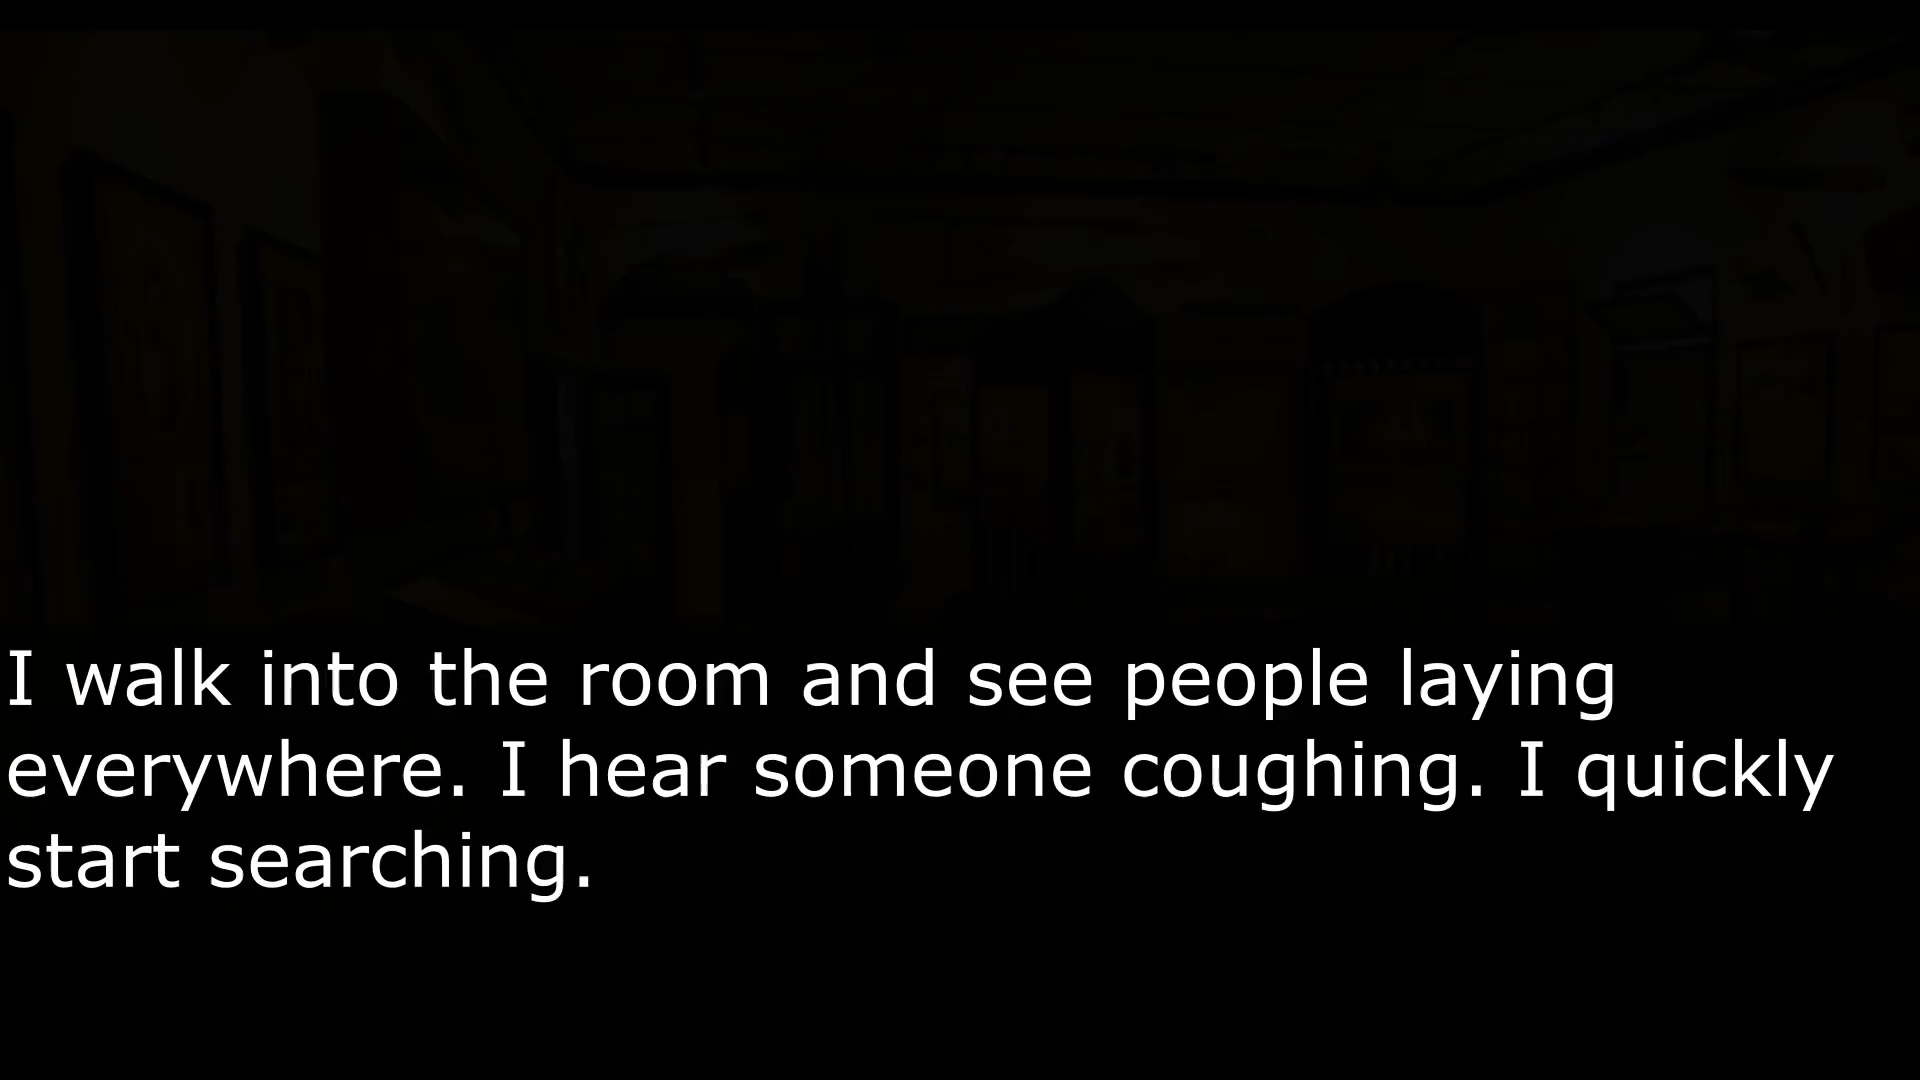 I walk into the room and see people laying
everywhere. I hear someone coughing. I quickly
start searching.